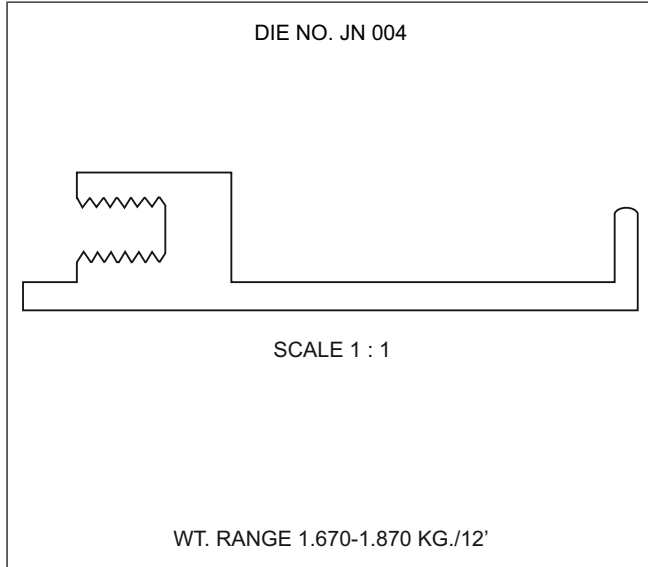 DIE NO. JN 004
SCALE 1 : 1
WT. RANGE 1.670-1.870 KG./12’